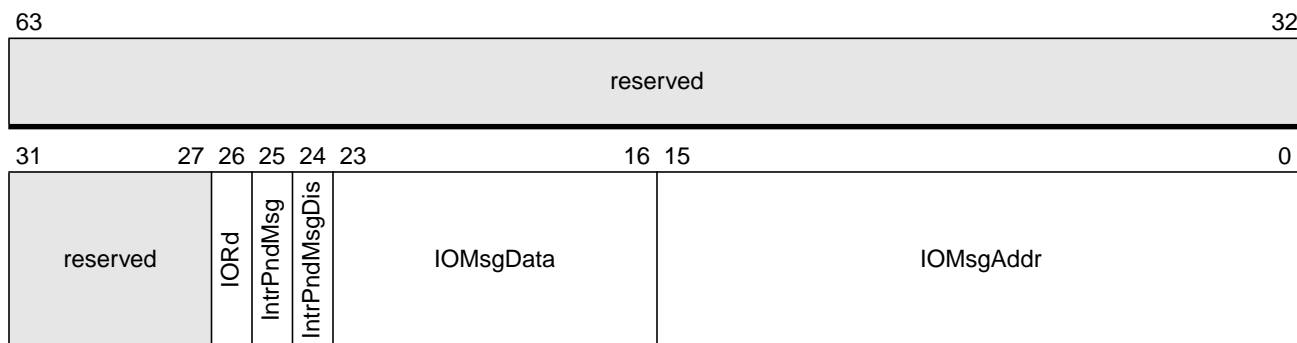 63 32
reserved
31 27 26 25 24 23 16 15 0
reserved IORd IntrPndMsg IntrPndMsgDis IOMsgData IOMsgAddr